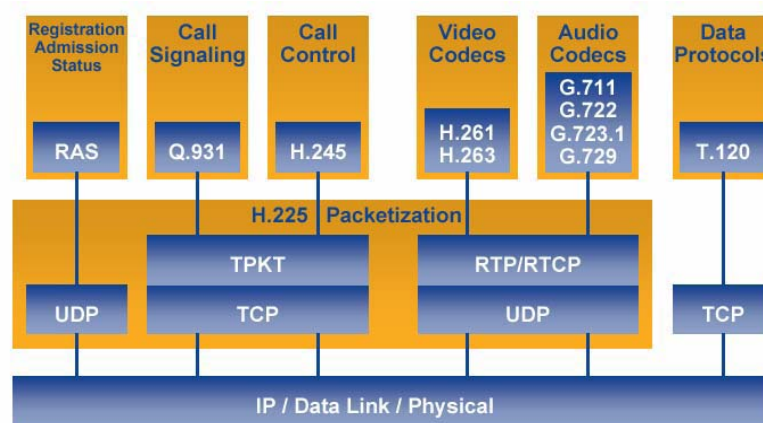 Registration
Admission
Status
Call
Signaling
Call
Control
Video
Codecs
Audio
Codecs
Data
Protocols
RAS
Q.931
H.245
H.261
H.263
G.711
G.722
G.723.1
G.729
T.120
H.225 Packetization
TPKT
RTP/RTCP
UDP
TCP
UDP
TCP
IP / Data Link / Physical